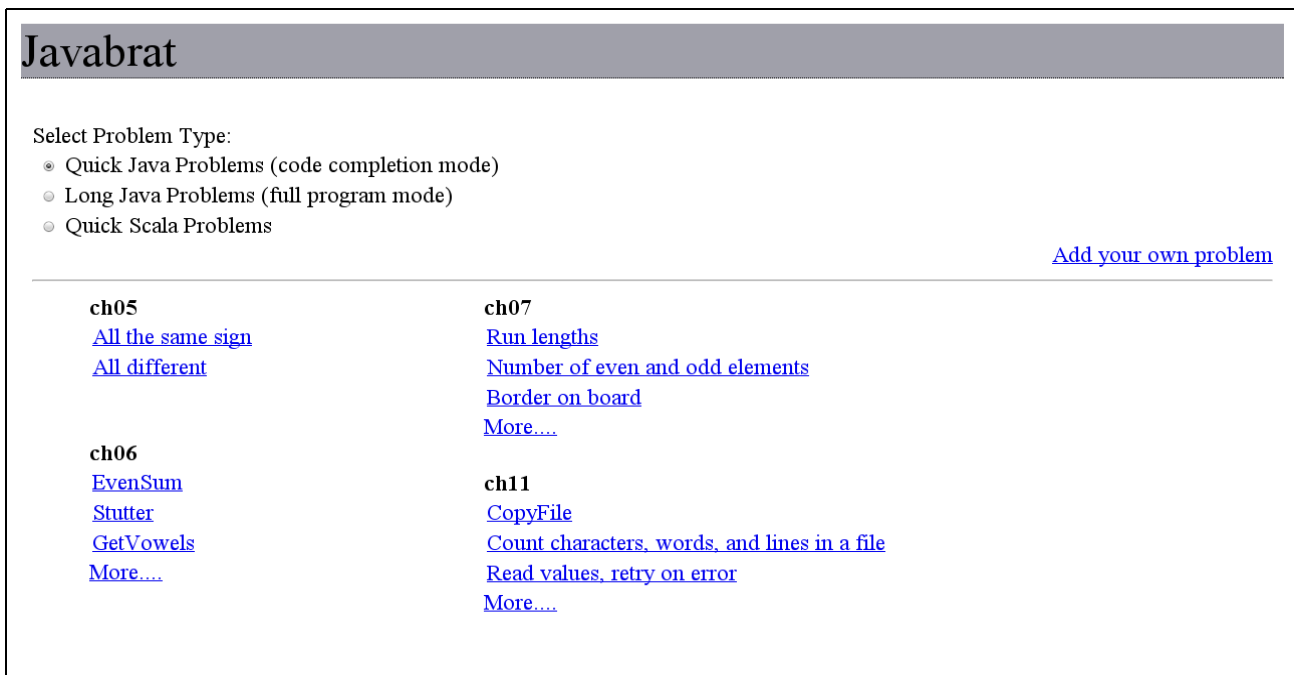 Javabrat
Select Problem Type:
Quick Java Problems (code completion mode)
Long Java Problems (full program mode)
Quick Scala Problems
Add your own problem
ch05
All the same sign
All different
ch06
EvenSum
Stutter
GetVowels
More....
ch07
Run lengths
Number of even and odd elements
Border on board
More....
ch11
CopyFile
Count characters, words, and lines in a file
Read values, retry on error
More....